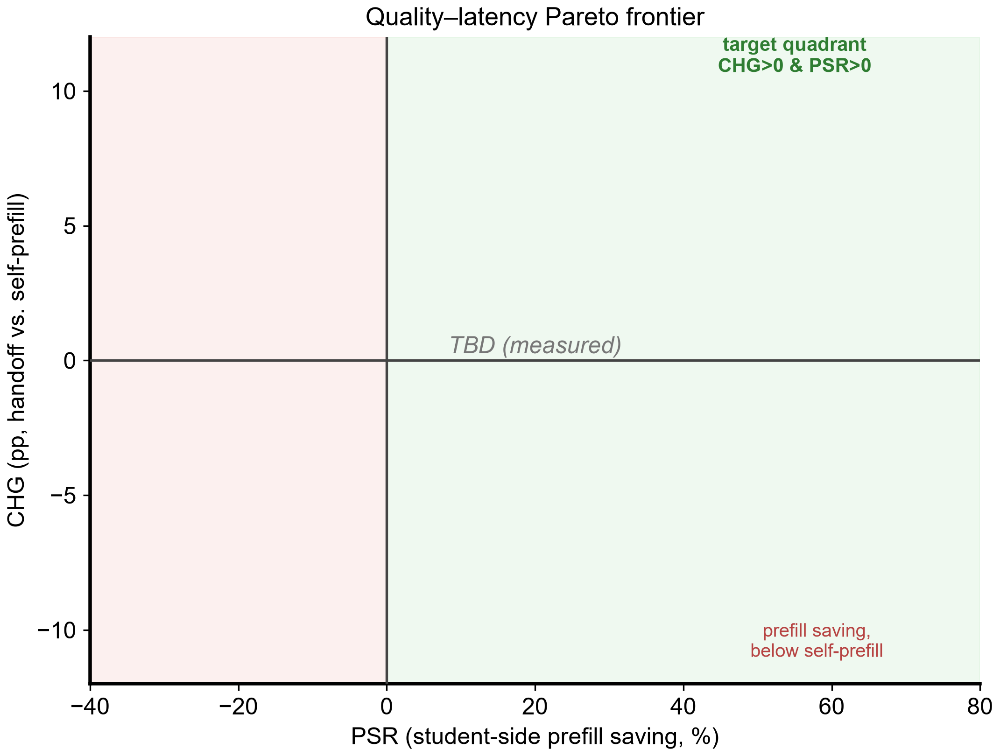 Quality–latency Pareto frontier
target quadrant
CHG>0 & PSR>0
10
5
0
−5
−10
CHG (pp, handoff vs. self-prefill)
TBD (measured)
prefill saving,
below self-prefill
−40
−20
0
20
40
60
80
PSR (student-side prefill saving, %)